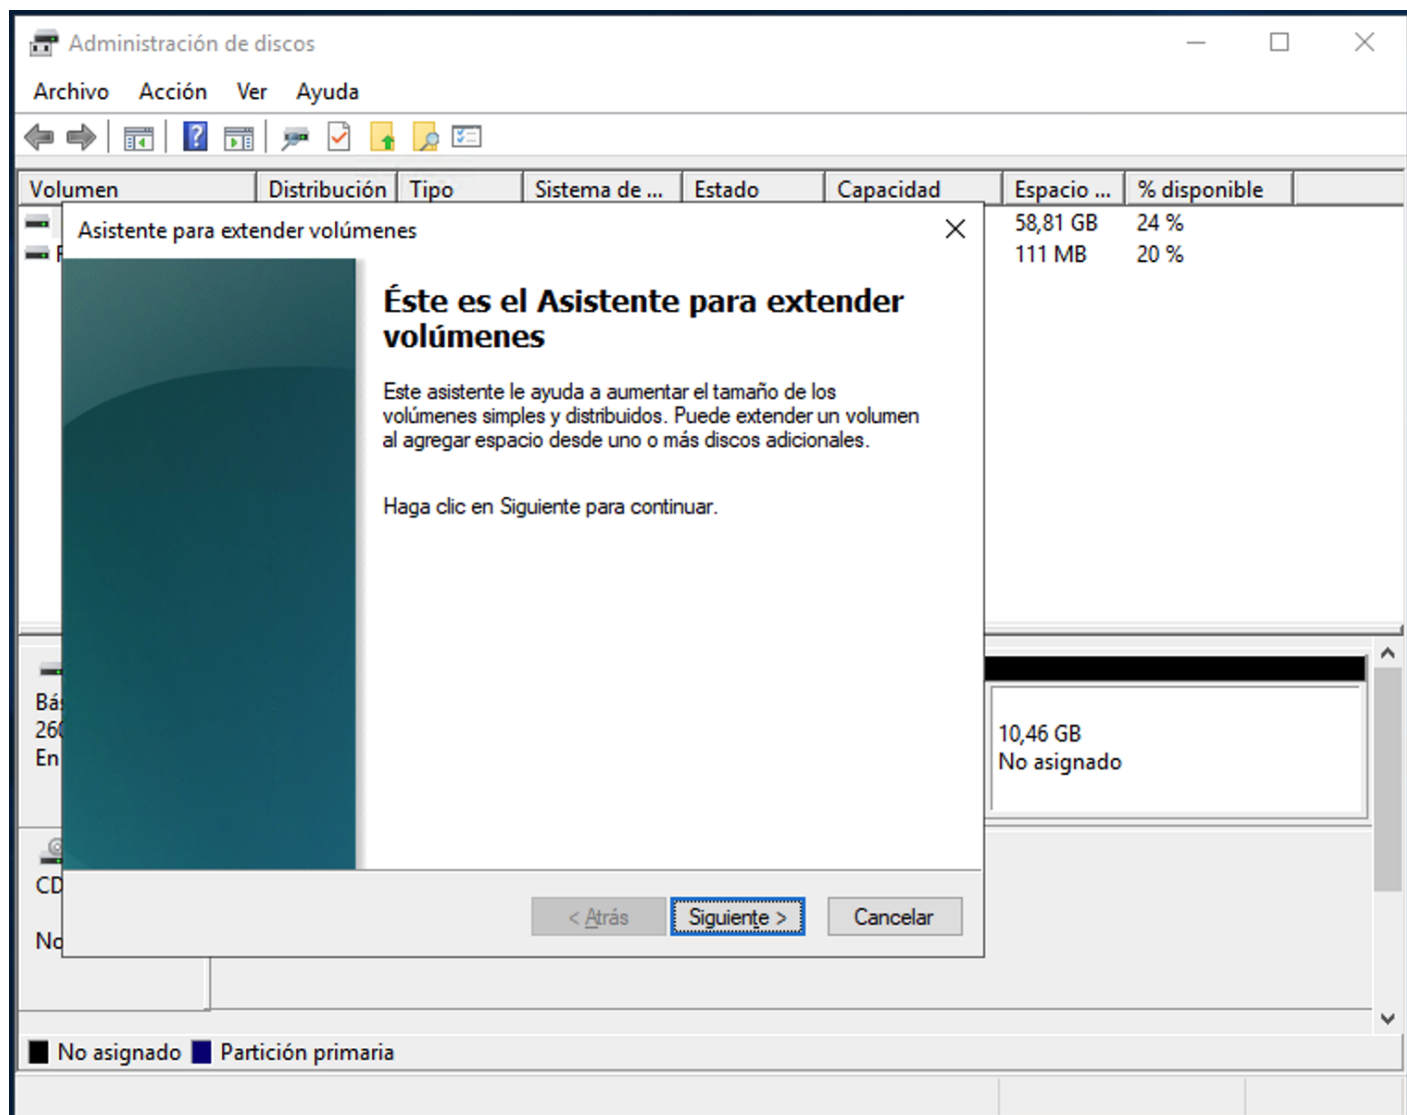 Administración de discos
Archivo Acción Ver Ayuda
Volumen Distribución Tipo Sistema de ... Estado Capacidad Espacio ... % disponible
58,81 GB 24 %
111 MB 20 %
Asistente para extender volúmenes
Éste es el Asistente para extender
volúmenes
Este asistente le ayuda a aumentar el tamaño de los
volúmenes simples y distribuidos. Puede extender un volumen
al agregar espacio desde uno o más discos adicionales.
Haga clic en Siguiente para continuar.
< Atrás Siguiente > Cancelar
10,46 GB
No asignado
En
CD
No asignado Partición primaria